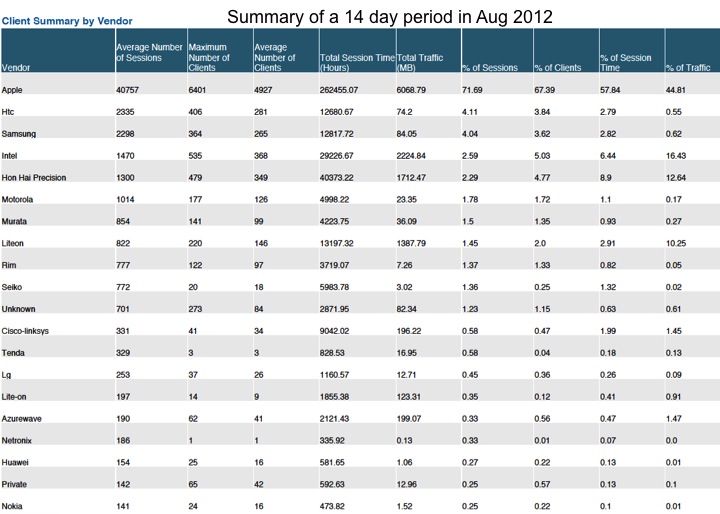 Summary of a 14 day period in Aug 2012
Client Summary by Vendor
Vendor Average Number of Sessions Maximum Number of Clients Average Number of Clients Total Session Time (Hours) Total Traffic (MB) % of Sessions % of Clients % of Session Time % of Traffic
Apple 40757 6401 4927 262455.07 6068.79 71.69 67.39 57.84 44.81
Htc 2335 406 281 12680.67 74.2 4.11 3.84 2.79 0.55
Samsung 2298 364 265 12817.72 84.05 4.04 3.62 2.82 0.62
Intel 1470 535 368 29226.67 2224.84 2.59 5.03 6.44 16.43
Hon Hai Precision 1300 479 349 40373.22 1712.47 2.29 4.77 8.9 12.64
Motorola 1014 177 126 4998.22 23.35 1.78 1.72 1.1 0.17
Murata 854 141 99 4223.75 36.09 1.5 1.35 0.93 0.27
Liteon 822 220 146 13197.32 1387.79 1.45 2.0 2.91 10.25
Rim 777 122 97 3719.07 7.26 1.37 1.33 0.82 0.05
Seiko 772 20 18 5983.78 3.02 1.36 0.25 1.32 0.02
Unknown 701 273 84 2871.95 82.34 1.23 1.15 0.63 0.61
Cisco-linksys 331 41 34 9042.02 196.22 0.58 0.47 1.99 1.45
Tenda 329 3 3 828.53 16.95 0.58 0.04 0.18 0.13
Lg 253 37 26 1160.57 12.71 0.45 0.36 0.26 0.09
Lite-on 197 14 9 1855.38 123.31 0.35 0.12 0.41 0.91
Azurewave 190 62 41 2121.43 199.07 0.33 0.56 0.47 1.47
Netronix 186 1 1 335.92 0.13 0.33 0.01 0.07 0.0
Huawei 154 25 16 581.65 1.06 0.27 0.22 0.13 0.01
Private 142 65 42 592.63 12.96 0.25 0.57 0.13 0.1
Nokia 141 24 16 473.82 1.52 0.25 0.22 0.1 0.01